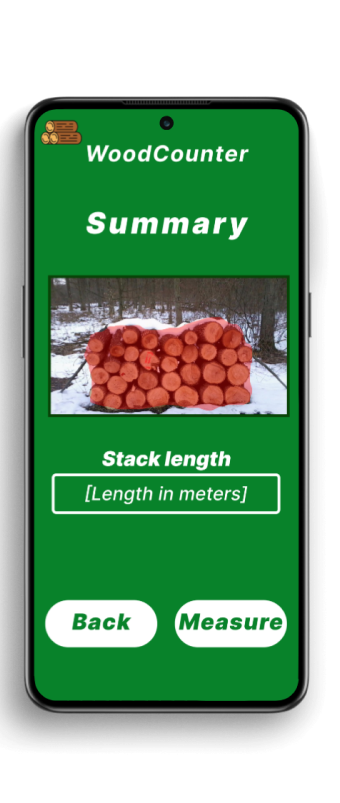 WoodCounter
Summary
Stack length
[Length in meters]
Back
Measure